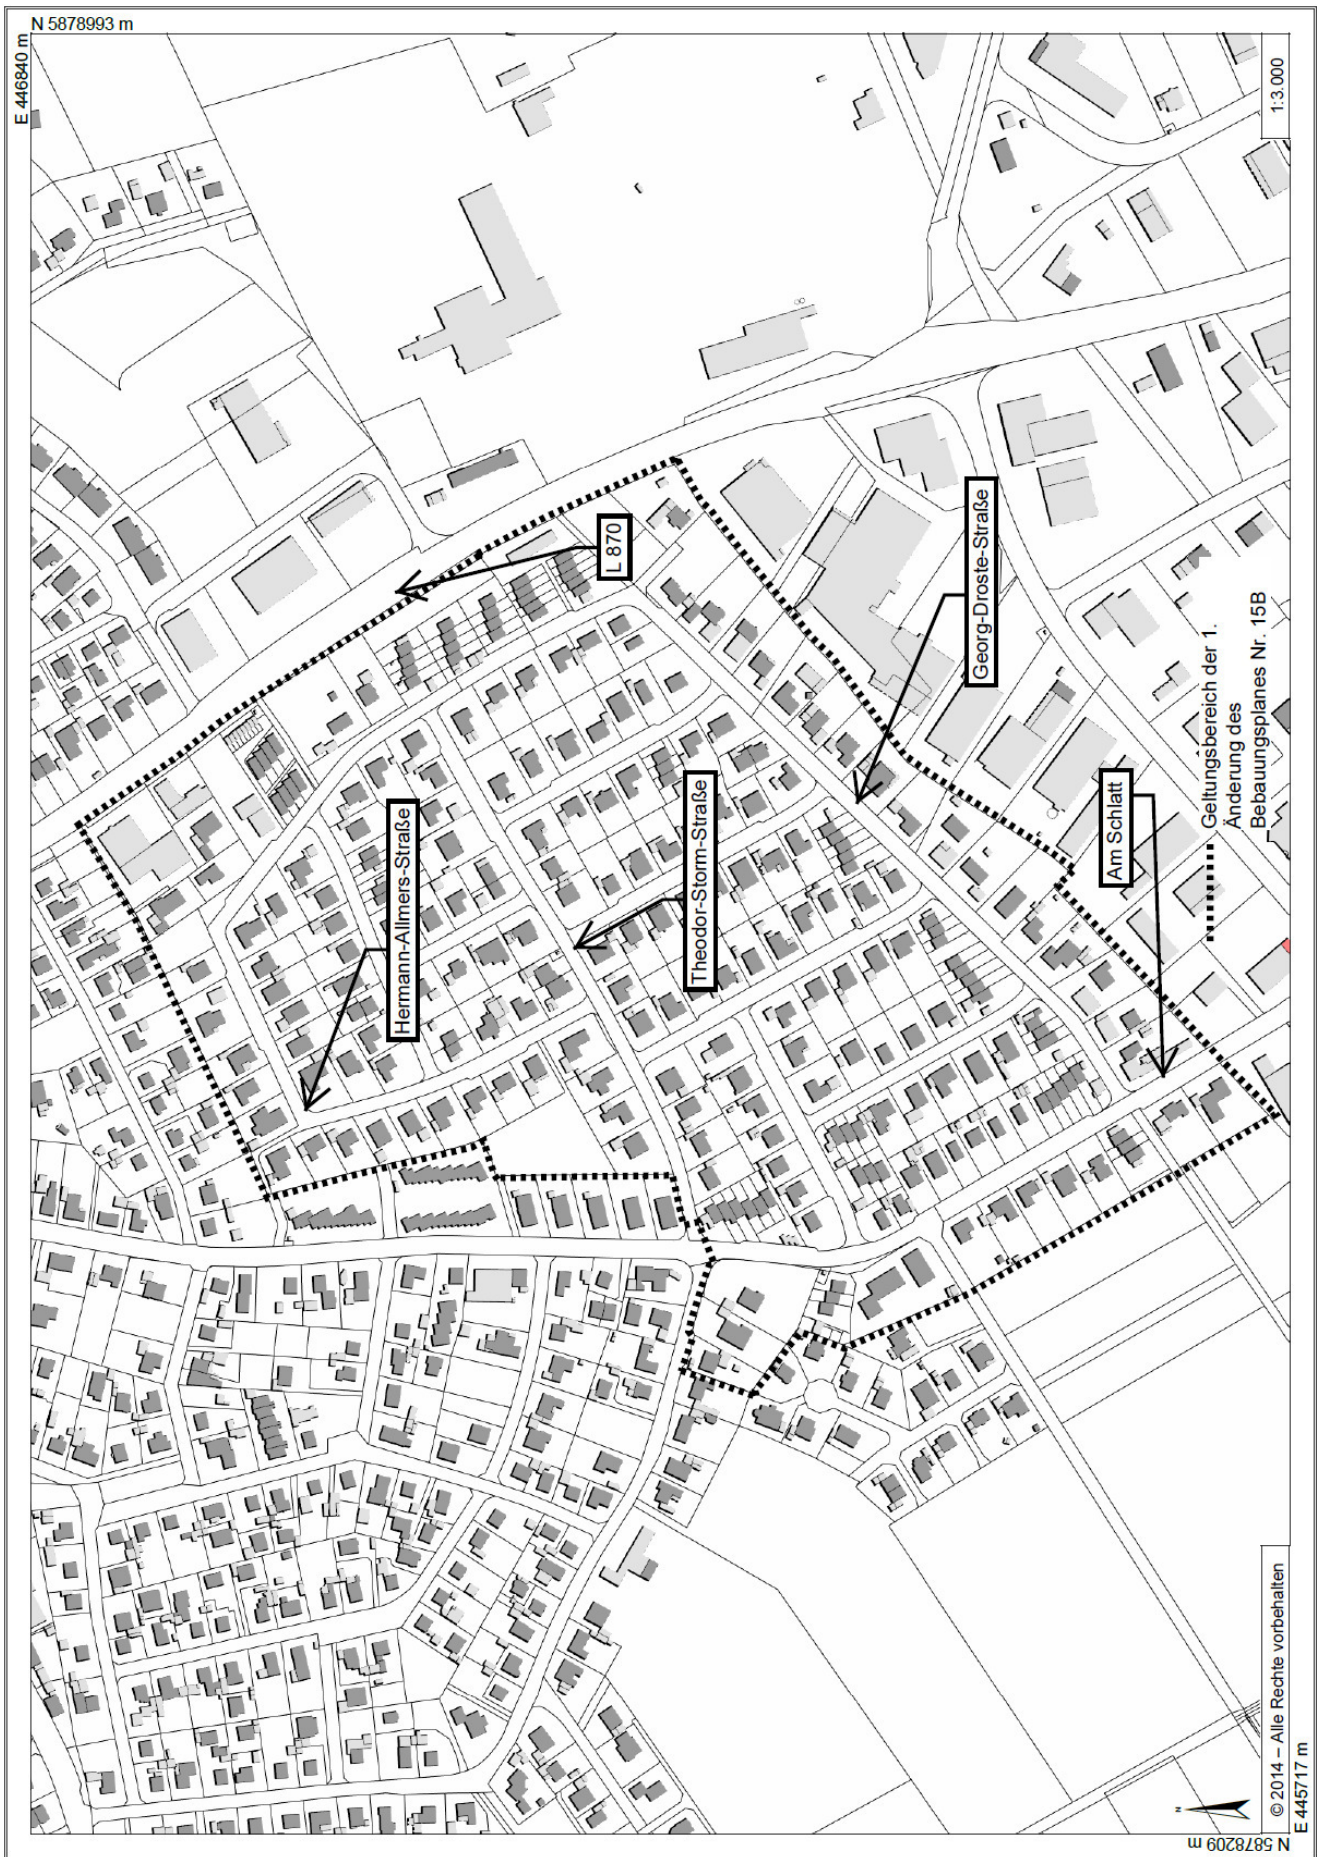 N 5878993 m
E 446840 m
1:3.000
L 870
Hermann-Allmers-Straße
Theodor-Storm-Straße
Georg-Droste-Straße
Am Schlatt
Geltungsbereich der 1.
Änderung des
Bebauungsplanes Nr. 15B
N
© 2014 – Alle Rechte vorbehalten
E 445717 m
N 5878209 m